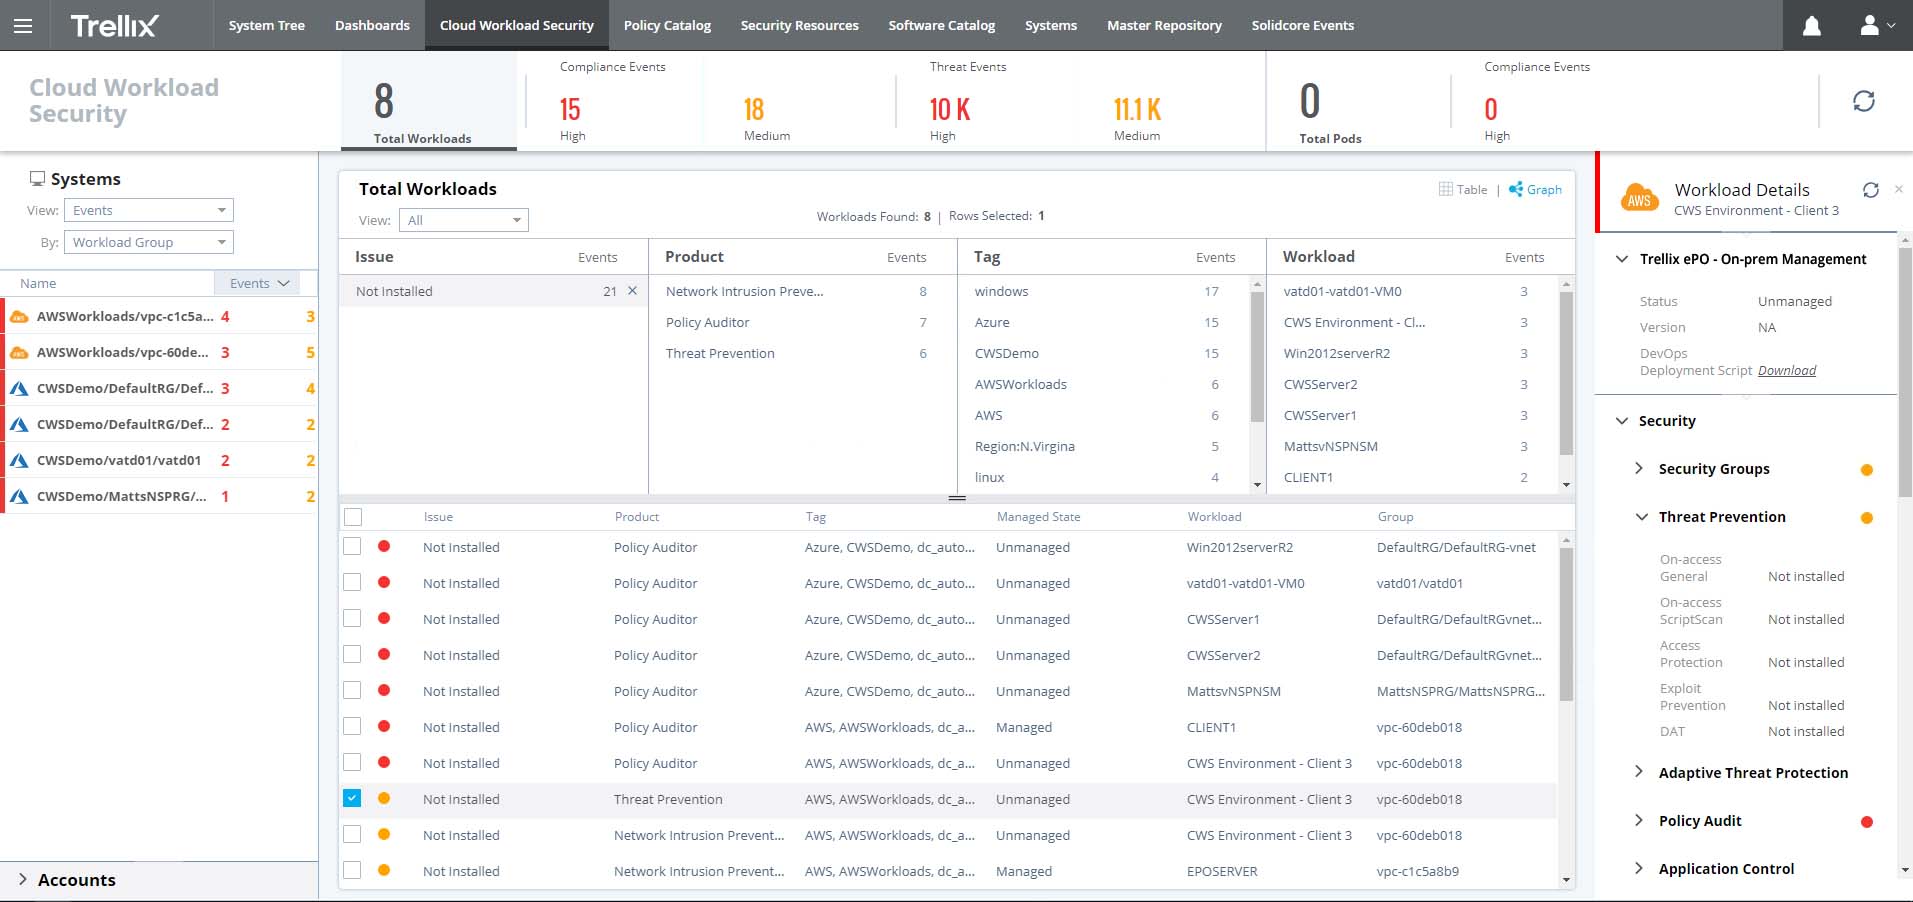 Trellix
System Tree
Dashboards
Cloud Workload Security
Policy Catalog
Security Resources
Software Catalog
Systems
Master Repository
Solidcore Events
Cloud Workload
Security
8
Total Workloads
Compliance Events
15
High
18
Medium
Threat Events
10 K
High
11.1 K
Medium
0
Total Pods
Compliance Events
0
High
Systems
View: Events
By: Workload Group
Name Events
AWS AWSWorkloads/vpc-c1c5a... 4 3
AWS AWSWorkloads/vpc-60de... 3 5
CWSDemo/DefaultRG/Def... 3 4
CWSDemo/DefaultRG/Def... 2 2
CWSDemo/vatd01/vatd01 2 2
CWSDemo/MattsNSPRG/... 1 2
Accounts
Total Workloads
Table | Graph
View: All
Workloads Found: 8 | Rows Selected: 1
Issue Events
Not Installed 21 ×
Product Events
Network Intrusion Preve... 8
Policy Auditor 7
Threat Prevention 6
Tag Events
windows 17
Azure 15
CWSDemo 15
AWSWorkloads 6
AWS 6
Region:N.Virgina 5
linux 4
Workload Events
vatd01-vatd01-VM0 3
CWS Environment - Cl... 3
Win2012serverR2 3
CWSServer2 3
CWSServer1 3
MattsvNSPNSM 3
CLIENT1 2
Issue Product Tag Managed State Workload Group
Not Installed Policy Auditor Azure, CWSDemo, dc_auto... Unmanaged Win2012serverR2 DefaultRG/DefaultRG-vnet
Not Installed Policy Auditor Azure, CWSDemo, dc_auto... Unmanaged vatd01-vatd01-VM0 vatd01/vatd01
Not Installed Policy Auditor Azure, CWSDemo, dc_auto... Unmanaged CWSServer1 DefaultRG/DefaultRGvnet...
Not Installed Policy Auditor Azure, CWSDemo, dc_auto... Unmanaged CWSServer2 DefaultRG/DefaultRGvnet...
Not Installed Policy Auditor Azure, CWSDemo, dc_auto... Unmanaged MattsvNSPNSM MattsNSPRG/MattsNSPRG...
Not Installed Policy Auditor AWS, AWSWorkloads, dc_a... Managed CLIENT1 vpc-60deb018
Not Installed Policy Auditor AWS, AWSWorkloads, dc_a... Unmanaged CWS Environment - Client 3 vpc-60deb018
Not Installed Threat Prevention AWS, AWSWorkloads, dc_a... Unmanaged CWS Environment - Client 3 vpc-60deb018
Not Installed Network Intrusion Prevent... AWS, AWSWorkloads, dc_a... Unmanaged CWS Environment - Client 3 vpc-60deb018
Not Installed Network Intrusion Prevent... AWS, AWSWorkloads, dc_a... Managed EPOSERVER vpc-c1c5a8b9
AWS
Workload Details
CWS Environment - Client 3
Trellix ePO - On-prem Management
Status Unmanaged
Version NA
DevOps
Deployment Script Download
Security
Security Groups
Threat Prevention
On-access
General Not installed
On-access
ScriptScan Not installed
Access
Protection Not installed
Exploit
Prevention Not installed
DAT Not installed
Adaptive Threat Protection
Policy Audit
Application Control